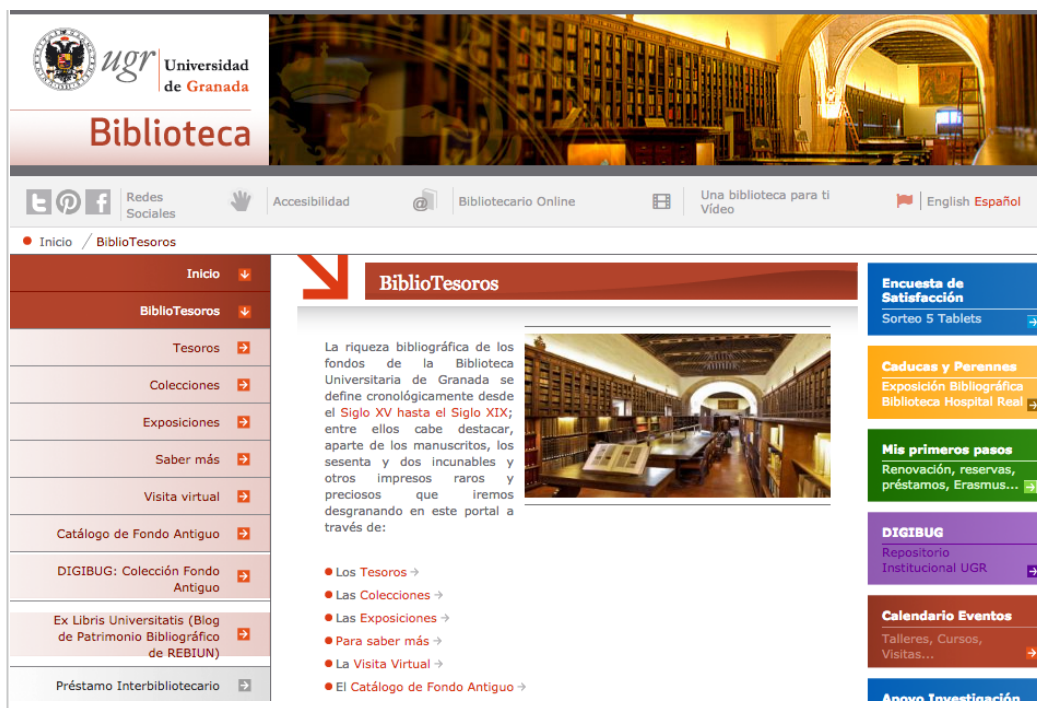 ugr
Universidad
de Granada
Biblioteca
Redes
Sociales
Accesibilidad
@
Bibliotecario Online
Una biblioteca para ti
Vídeo
English Español
Inicio / BiblioTesoros
Inicio
BiblioTesoros
Tesoros
Colecciones
Exposiciones
Saber más
Visita virtual
Catálogo de Fondo Antiguo
DIGIBUG: Colección Fondo
Antiguo
Ex Libris Universitatis (Blog
de Patrimonio Bibliográfico
de REBIUN)
Préstamo Interbibliotecario
BiblioTesoros
La riqueza bibliográfica de los
fondos de la Biblioteca
Universitaria de Granada se
define cronológicamente desde
el Siglo XV hasta el Siglo XIX;
entre ellos cabe destacar,
aparte de los manuscritos, los
sesenta y dos incunables y
otros impresos raros y
preciosos que iremos
desgranando en este portal a
través de:
Los Tesoros
Las Colecciones
Las Exposiciones
Para saber más
La Visita Virtual
El Catálogo de Fondo Antiguo
Encuesta de
Satisfacción
Sorteo 5 Tablets
Caducas y Perennes
Exposición Bibliográfica
Biblioteca Hospital Real
Mis primeros pasos
Renovación, reservas,
préstamos, Erasmus...
DIGIBUG
Repositorio
Institucional UGR
Calendario Eventos
Talleres, Cursos,
Visitas...
Apoyo Investigación